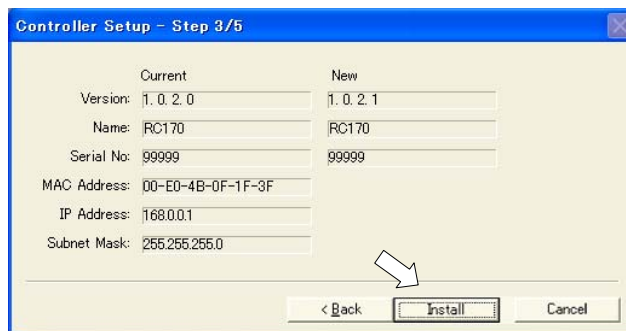 Controller Setup - Step 3/5
Current New
Version: 1. 0. 2. 0 1. 0. 2. 1
Name: RC170 RC170
Serial No: 99999 99999
MAC Address: 00-E0-4B-0F-1F-3F
IP Address: 168.0.0.1
Subnet Mask: 255.255.255.0
< Back Install Cancel